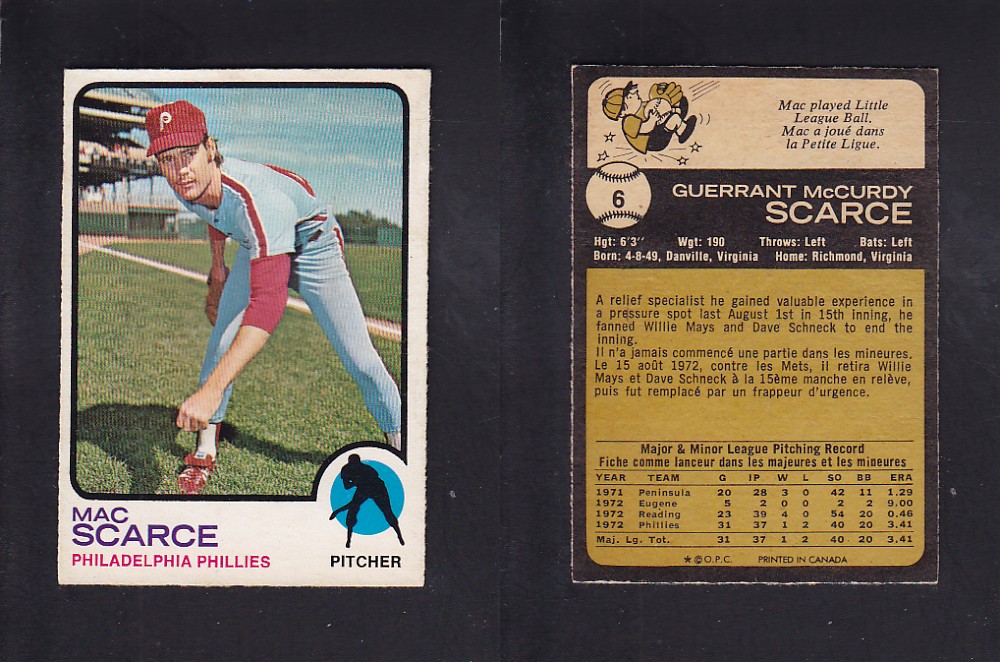 P
MAC
SCARCE
PHILADELPHIA PHILLIES
PITCHER
Mac played Little
League Ball.
Mac a joué dans
la Petite Ligue.
6
GUERRANT McCURDY
SCARCE
Hgt: 6'3" Wgt: 190 Throws: Left Bats: Left
Born: 4-8-49, Danville, Virginia Home: Richmond, Virginia
A relief specialist he gained valuable experience in
a pressure spot last August 1st in 15th inning, he
fanned Willie Mays and Dave Schneck to end the
inning.
Il n'a jamais commencé une partie dans les mineures.
Le 15 août 1972, contre les Mets, il retira Willie
Mays et Dave Schneck à la 15ème manche en relève,
puis fut remplacé par un frappeur d'urgence.
Major & Minor League Pitching Record
Fiche comme lanceur dans les majeures et les mineures
YEAR TEAM G IP W L SO BB ERA
1971 Peninsula 20 28 3 0 42 11 1.29
1972 Eugene 5 2 0 0 2 2 9.00
1972 Reading 23 39 4 0 54 20 0.46
1972 Phillies 31 37 1 2 40 20 3.41
Maj. Lg. Tot. 31 37 1 2 40 20 3.41
★ © O.P.C. PRINTED IN CANADA